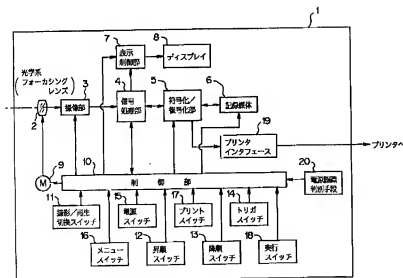 1
7
表示
制御部
8
ディスプレイ
光学系
(フォーカシング
レンズ)
3
撮像部
2
4
信号
処理部
5
符号化/
復号化部
6
記録媒体
19
プリンタ
インタフェース
プリンタへ
9
M
10
制御部
20
電源
判別手段
11
撮影/再生
切換スイッチ
15
電源
スイッチ
17
プリント
スイッチ
14
トリガ
スイッチ
16
メニュー
スイッチ
12
昇順
スイッチ
13
降順
スイッチ
18
実行
スイッチ